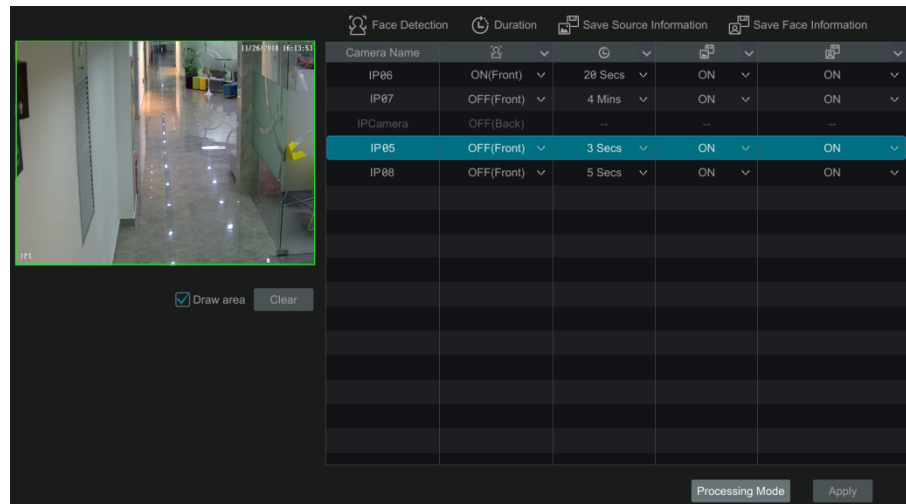 Face Detection Duration Save Source Information Save Face Information
11/26/2018 16:13:53
Camera Name
IP06 ON(Front) 20 Secs ON ON
IP07 OFF(Front) 4 Mins ON ON
IPCamera OFF(Back) -- -- --
IP05 OFF(Front) 3 Secs ON ON
IP08 OFF(Front) 5 Secs ON ON
IP1
Draw area Clear
Processing Mode Apply